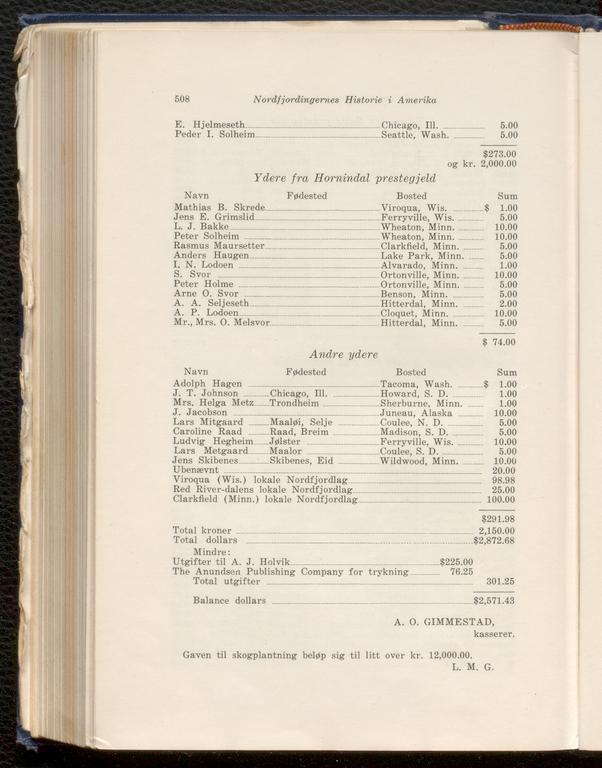 508 Nordfjordingernes Historie i Amerika
E. Hjelmeseth Chicago, Ill. 5.00
Peder I. Solheim Seattle, Wash. 5.00
$273.00
og kr. 2,000.00
Ydere fra Hornindal prestegjeld
Navn Fødested Bosted Sum
Mathias B. Skrede Viroqua, Wis. $ 1.00
Jens E. Grimslid Ferryville, Wis. 5.00
L. J. Bakke Wheaton, Minn. 10.00
Peter Solheim Wheaton, Minn. 10.00
Rasmus Maursetter Clarkfield, Minn. 5.00
Anders Haugen Lake Park, Minn. 5.00
I. N. Lodoen Alvarado, Minn. 1.00
S. Svor Ortonville, Minn. 10.00
Peter Holme Ortonville, Minn. 5.00
Arne O. Svor Benson, Minn. 5.00
A. A. Seljeseth Hitterdal, Minn. 2.00
A. P. Lodoen Cloquet, Minn. 10.00
Mr., Mrs. O. Melsvor Hitterdal, Minn. 5.00
$ 74.00
Andre ydere
Navn Fødested Bosted Sum
Adolph Hagen Tacoma, Wash. $ 1.00
J. T. Johnson Chicago, Ill. Howard, S. D. 1.00
Mrs. Helga Metz Trondheim Sherburne, Minn. 1.00
J. Jacobson Juneau, Alaska 10.00
Lars Mitgaard Maaløi, Selje Coulee, N. D. 5.00
Caroline Raad Raad, Breim Madison, S. D. 5.00
Ludvig Hegheim Jølster Ferryville, Wis. 10.00
Lars Metgaard Maalor Coulee, S. D. 5.00
Jens Skibenes Skibenes, Eid Wildwood, Minn. 10.00
Ubenævnt 20.00
Viroqua (Wis.) lokale Nordfjordlag 98.98
Red River-dalens lokale Nordfjordlag 25.00
Clarkfield (Minn.) lokale Nordfjordlag 100.00
$291.98
Total kroner 2,150.00
Total dollars $2,872.68
Mindre:
Utgifter til A. J. Holvik $225.00
The Anundsen Publishing Company for trykning 76.25
Total utgifter 301.25
Balance dollars $2,571.43
A. O. GIMMESTAD,
kasserer.
Gaven til skogplantning beløp sig til litt over kr. 12,000.00.
L. M. G.